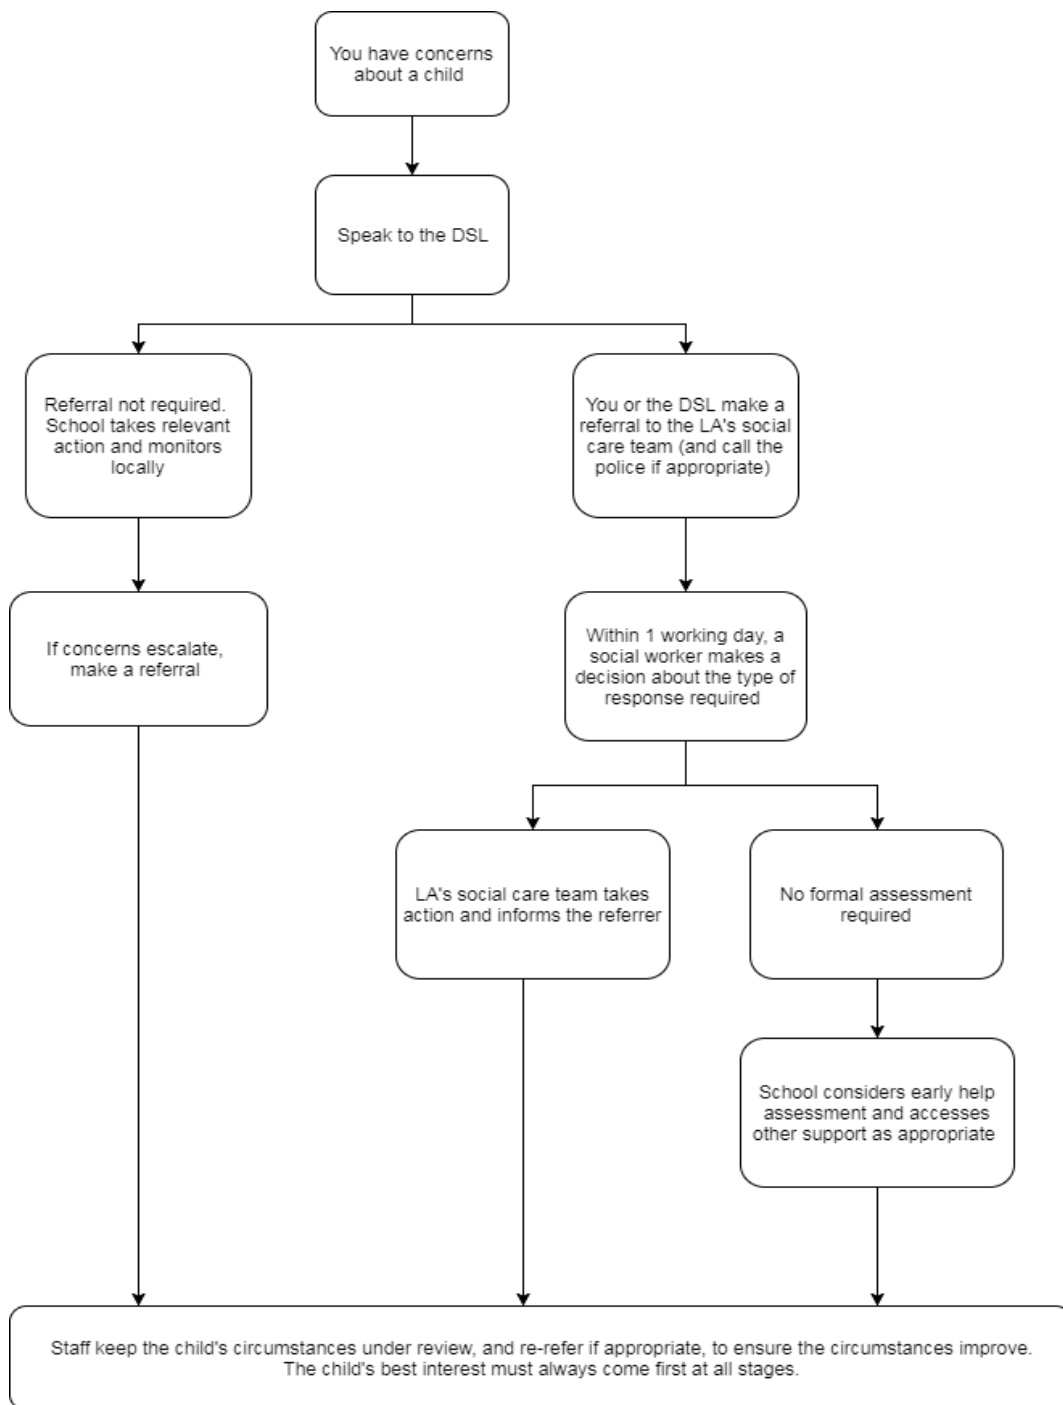 You have concerns
about a child
Speak to the DSL
Referral not required.
School takes relevant
action and monitors
locally
You or the DSL make a
referral to the LA's social
care team (and call the
police if appropriate)
If concerns escalate,
make a referral
Within 1 working day, a
social worker makes a
decision about the type of
response required
LA's social care team takes
action and informs the referrer
No formal assessment
required
School considers early help
assessment and accesses
other support as appropriate
Staff keep the child's circumstances under review, and re-refer if appropriate, to ensure the circumstances improve.
The child's best interest must always come first at all stages.